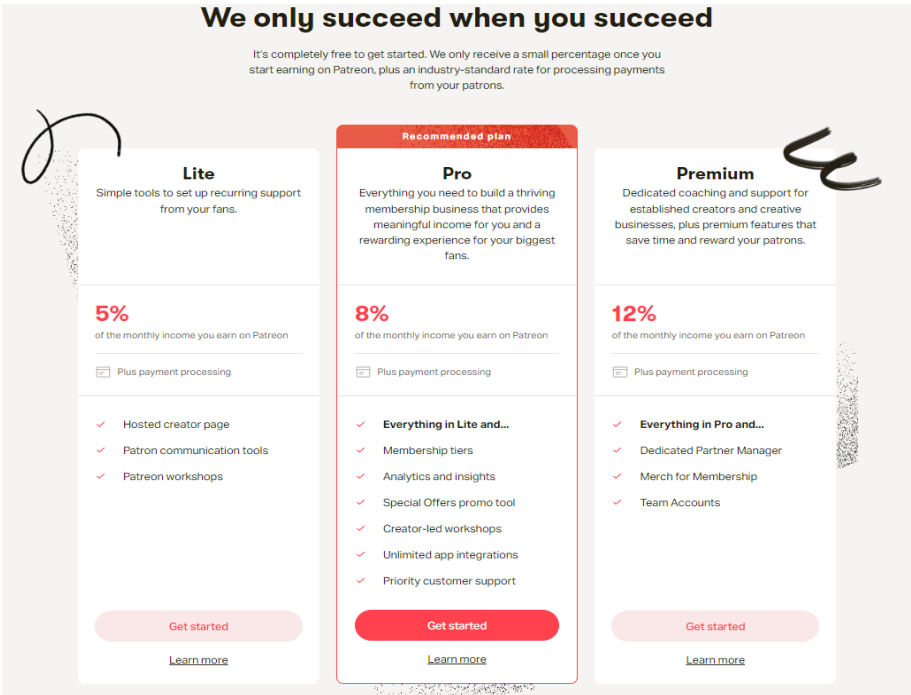 We only succeed when you succeed
It's completely free to get started. We only receive a small percentage once you
start earning on Patreon, plus an industry-standard rate for processing payments
from your patrons.
Lite
Simple tools to set up recurring support
from your fans.
5%
of the monthly income you earn on Patreon
Plus payment processing
Hosted creator page
Patron communication tools
Patreon workshops
Get started
Learn more
Recommended plan
Pro
Everything you need to build a thriving
membership business that provides
meaningful income for you and a
rewarding experience for your biggest
fans.
8%
of the monthly income you earn on Patreon
Plus payment processing
Everything in Lite and...
Membership tiers
Analytics and insights
Special Offers promo tool
Creator-led workshops
Unlimited app integrations
Priority customer support
Get started
Learn more
Premium
Dedicated coaching and support for
established creators and creative
businesses, plus premium features that
save time and reward your patrons.
12%
of the monthly income you earn on Patreon
Plus payment processing
Everything in Pro and...
Dedicated Partner Manager
Merch for Membership
Team Accounts
Get started
Learn more